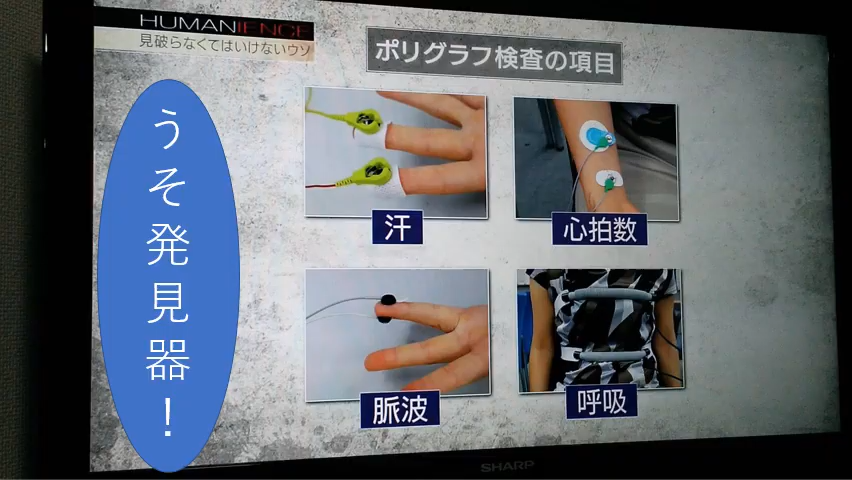 HUMANIENCE
見破らなくてはいけないウソ
ポリグラフ検査の項目
うそ発見器！
汗
心拍数
脈波
呼吸
SHARP